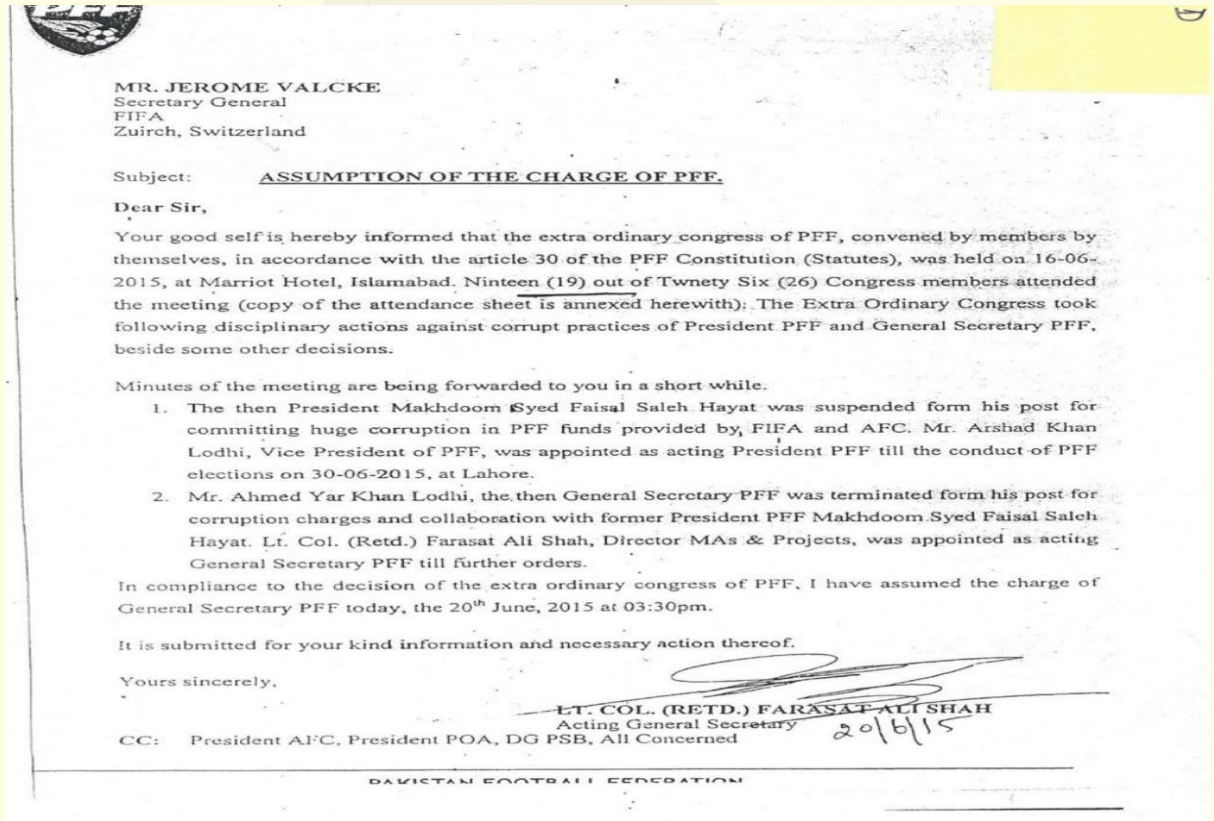 MR. JEROME VALCKE
Secretary General
FIFA
Zuirch, Switzerland
Subject: ASSUMPTION OF THE CHARGE OF PFF.
Dear Sir,
Your good self is hereby informed that the extra ordinary congress of PFF, convened by members by
themselves, in accordance with the article 30 of the PFF Constitution (Statutes), was held on 16-06-
2015, at Marriot Hotel, Islamabad. Ninteen (19) out of Twnety Six (26) Congress members attended
the meeting (copy of the attendance sheet is annexed herewith). The Extra Ordinary Congress took
following disciplinary actions against corrupt practices of President PFF and General Secretary PFF,
beside some other decisions.
Minutes of the meeting are being forwarded to you in a short while.
1. The then President Makhdoom Syed Faisal Saleh Hayat was suspended form his post for
committing huge corruption in PFF funds provided by FIFA and AFC. Mr. Arshad Khan
Lodhi, Vice President of PFF, was appointed as acting President PFF till the conduct of PFF
elections on 30-06-2015, at Lahore.
2. Mr. Ahmed Yar Khan Lodhi, the then General Secretary PFF was terminated form his post for
corruption charges and collaboration with former President PFF Makhdoom Syed Faisal Saleh
Hayat. Lt. Col. (Retd.) Farasat Ali Shah, Director MAs & Projects, was appointed as acting
General Secretary PFF till further orders.
In compliance to the decision of the extra ordinary congress of PFF, I have assumed the charge of
General Secretary PFF today, the 20th June, 2015 at 03:30pm.
It is submitted for your kind information and necessary action thereof.
Yours sincerely,
LT. COL. (RETD.) FARASAT ALI SHAH
Acting General Secretary
20/6/15
CC: President AFC, President POA, DG PSB, All Concerned
PAKISTAN FOOTBALL FEDERATION